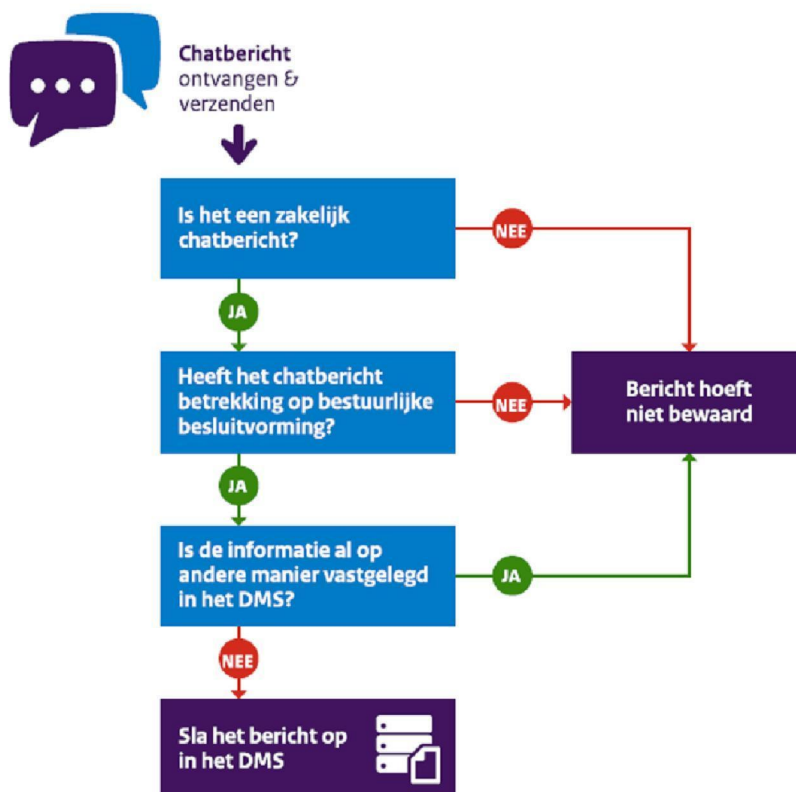 Chatbericht
ontvangen &
verzenden
Is het een zakelijk
chatbericht?
NEE
JA
Heeft het chatbericht
betrekking op bestuurlijke
besluitvorming?
NEE
Bericht hoeft
niet bewaard
JA
Is de informatie al op
andere manier vastgelegd
in het DMS?
JA
NEE
Sla het bericht op
in het DMS